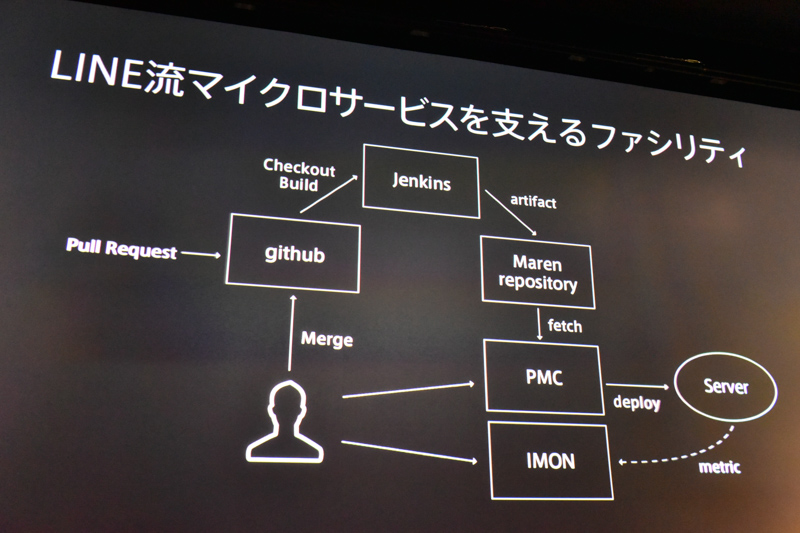 LINE流マイクロサービスを支えるファシリティ
Checkout
Build
Jenkins
artifact
Pull Request
github
Maren
repository
Merge
fetch
PMC
deploy
Server
IMON
metric